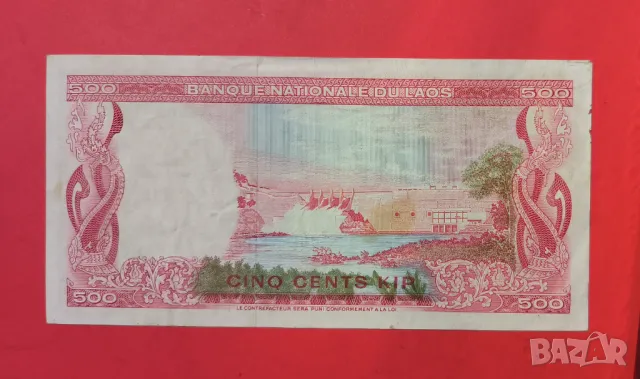 500 BANQUE NATIONALE DU LAOS 500
CINQ CENTS KIP
500 500
LE CONTREFACTEUR SERA PUNI CONFORMEMENT A LA LOI
BAZAR